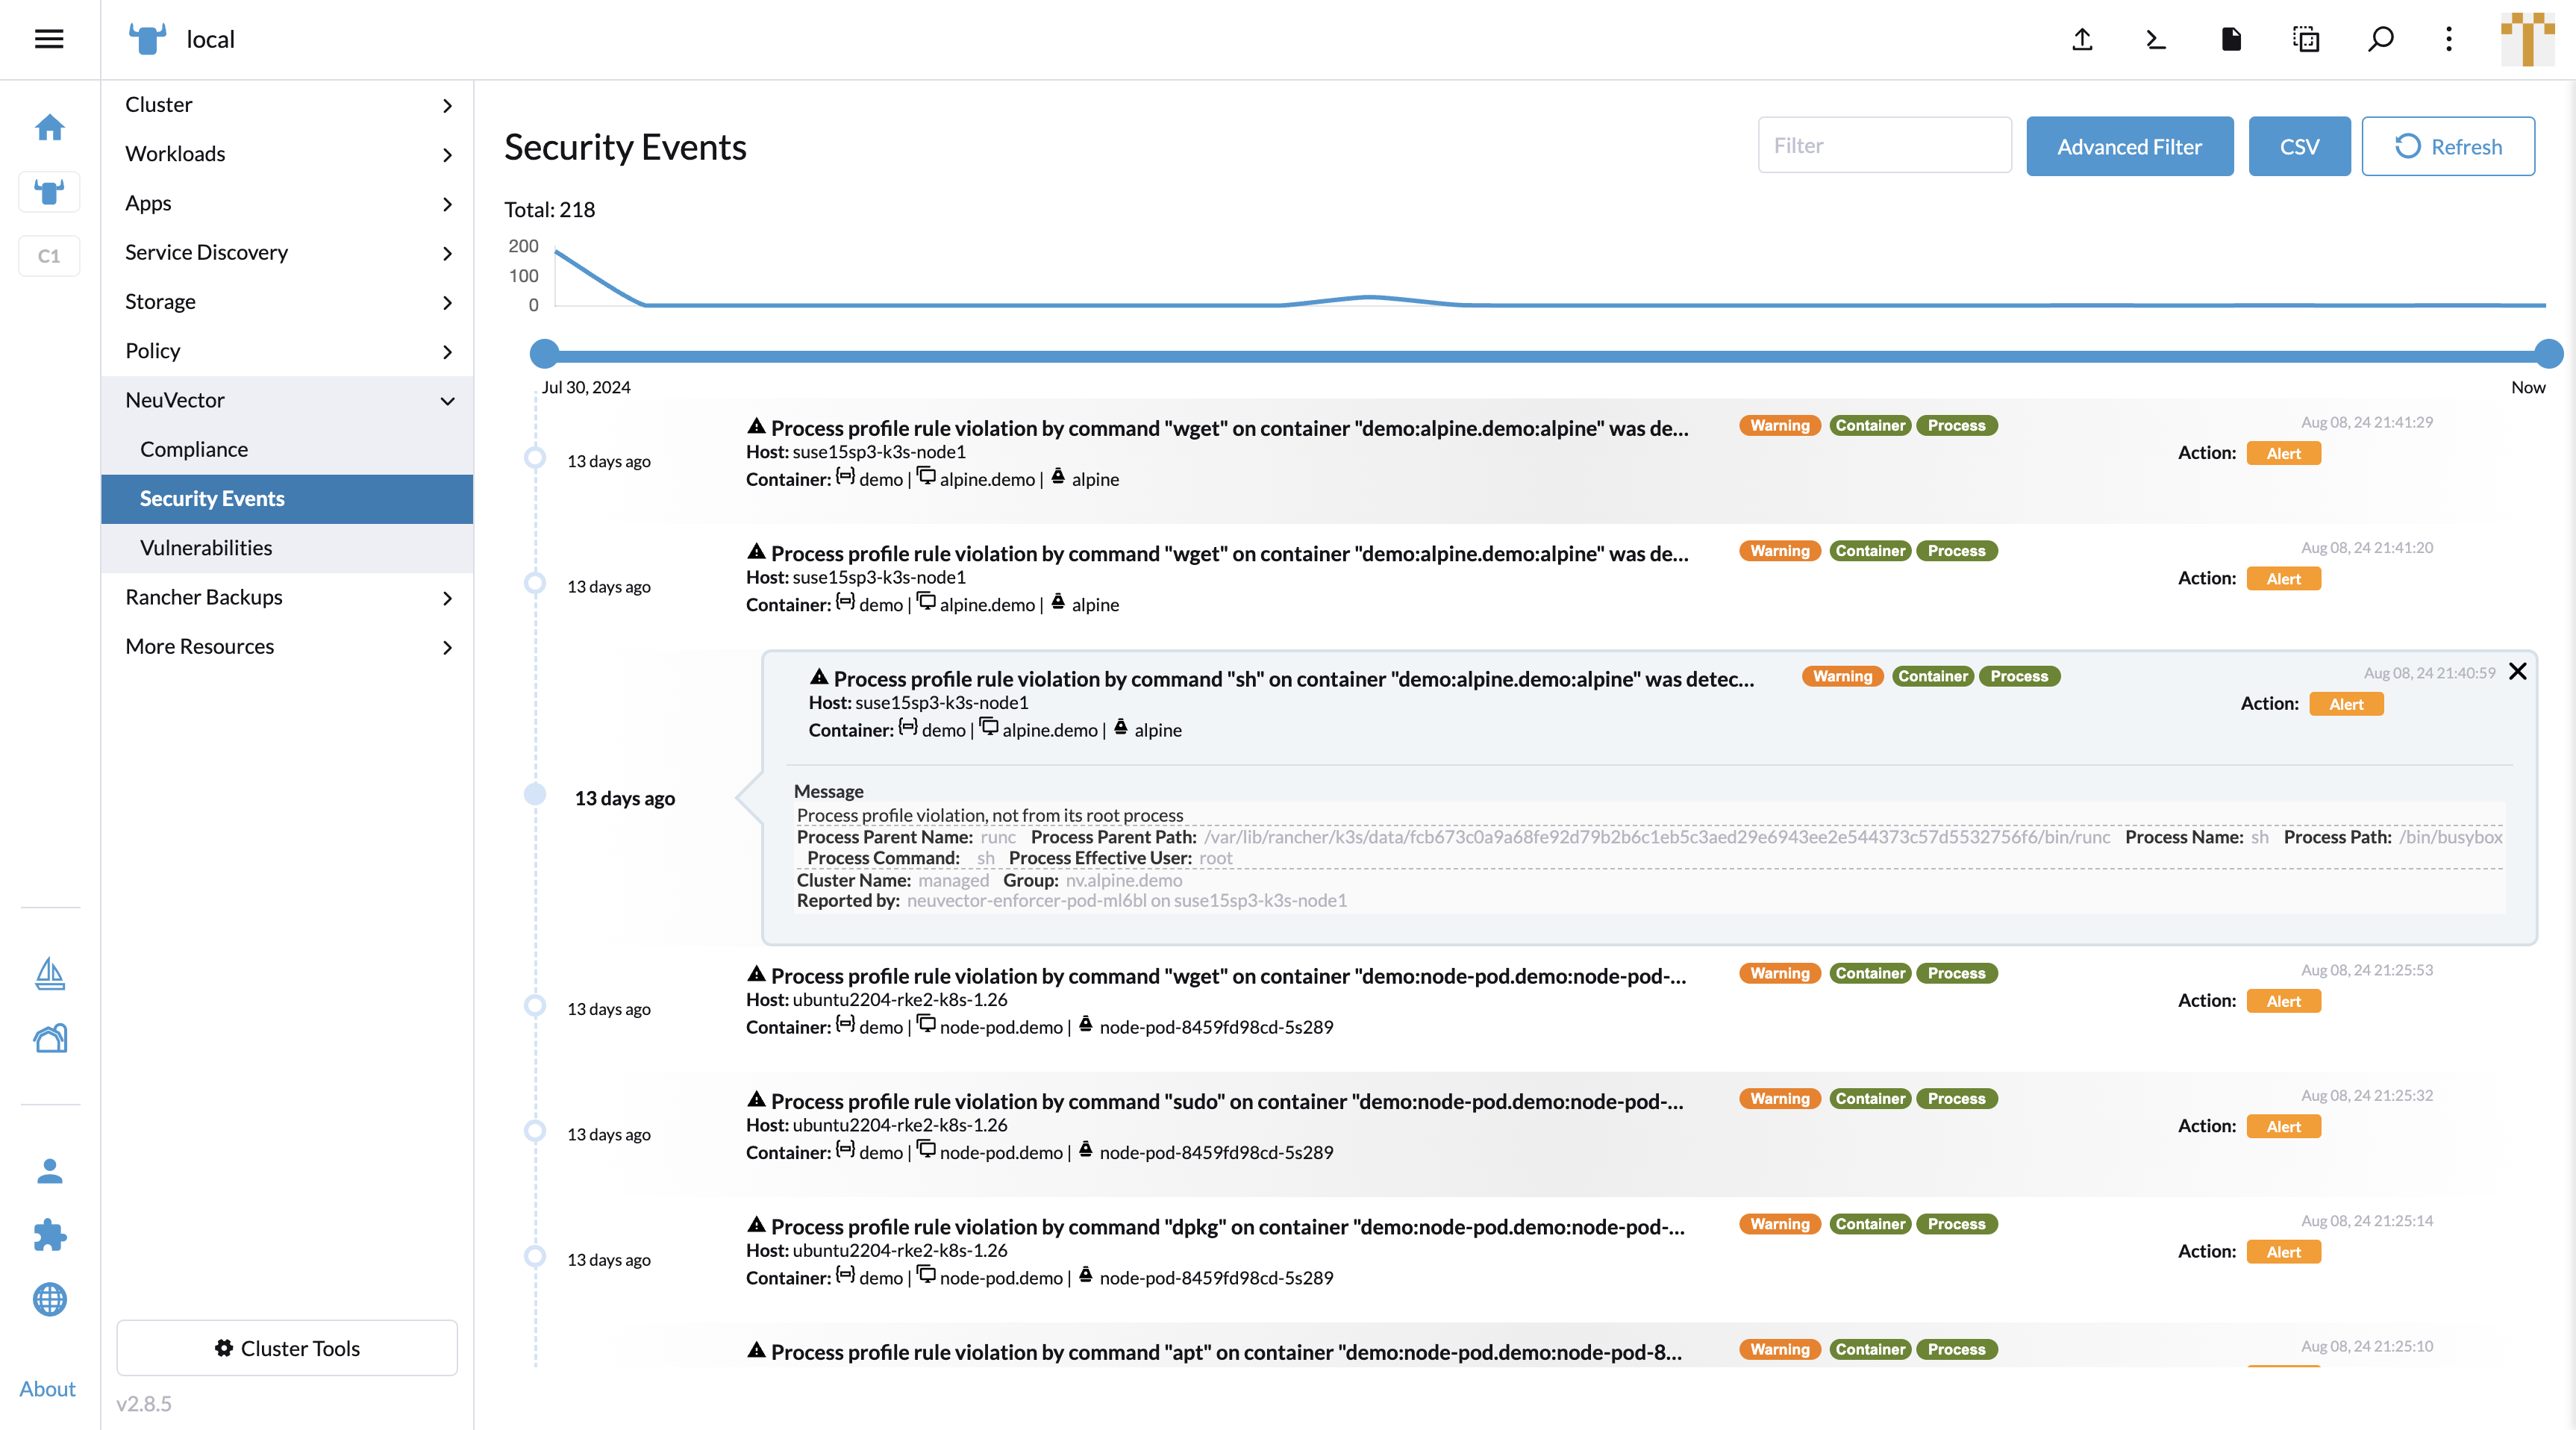 local
C1
About
Cluster
Workloads
Apps
Service Discovery
Storage
Policy
NeuVector
Compliance
Security Events
Vulnerabilities
Rancher Backups
More Resources
Cluster Tools
v2.8.5
Security Events
Filter
Advanced Filter
CSV
Refresh
Total: 218
200
100
0
Jul 30, 2024
Now
13 days ago
Process profile rule violation by command "wget" on container "demo:alpine.demo:alpine" was de...
Warning Container Process
Aug 08, 24 21:41:29
Host: suse15sp3-k3s-node1
Action: Alert
Container: demo | alpine.demo | alpine
13 days ago
Process profile rule violation by command "wget" on container "demo:alpine.demo:alpine" was de...
Warning Container Process
Aug 08, 24 21:41:20
Host: suse15sp3-k3s-node1
Action: Alert
Container: demo | alpine.demo | alpine
13 days ago
Process profile rule violation by command "sh" on container "demo:alpine.demo:alpine" was detec...
Warning Container Process
Aug 08, 24 21:40:59
Host: suse15sp3-k3s-node1
Action: Alert
Container: demo | alpine.demo | alpine
Message
Process profile violation, not from its root process
Process Parent Name: runc Process Parent Path: /var/lib/rancher/k3s/data/fcb673c0a9a68fe92d79b2b6c1eb5c3aed29e6943ee2e544373c57d5532756f6/bin/runc Process Name: sh Process Path: /bin/busybox
Process Command: sh Process Effective User: root
Cluster Name: managed Group: nv.alpine.demo
Reported by: neuvector-enforcer-pod-ml6bl on suse15sp3-k3s-node1
13 days ago
Process profile rule violation by command "wget" on container "demo:node-pod.demo:node-pod-...
Warning Container Process
Aug 08, 24 21:25:53
Host: ubuntu2204-rke2-k8s-1.26
Action: Alert
Container: demo | node-pod.demo | node-pod-8459fd98cd-5s289
13 days ago
Process profile rule violation by command "sudo" on container "demo:node-pod.demo:node-pod-...
Warning Container Process
Aug 08, 24 21:25:32
Host: ubuntu2204-rke2-k8s-1.26
Action: Alert
Container: demo | node-pod.demo | node-pod-8459fd98cd-5s289
13 days ago
Process profile rule violation by command "dpkg" on container "demo:node-pod.demo:node-pod-...
Warning Container Process
Aug 08, 24 21:25:14
Host: ubuntu2204-rke2-k8s-1.26
Action: Alert
Container: demo | node-pod.demo | node-pod-8459fd98cd-5s289
Process profile rule violation by command "apt" on container "demo:node-pod.demo:node-pod-8...
Warning Container Process
Aug 08, 24 21:25:10